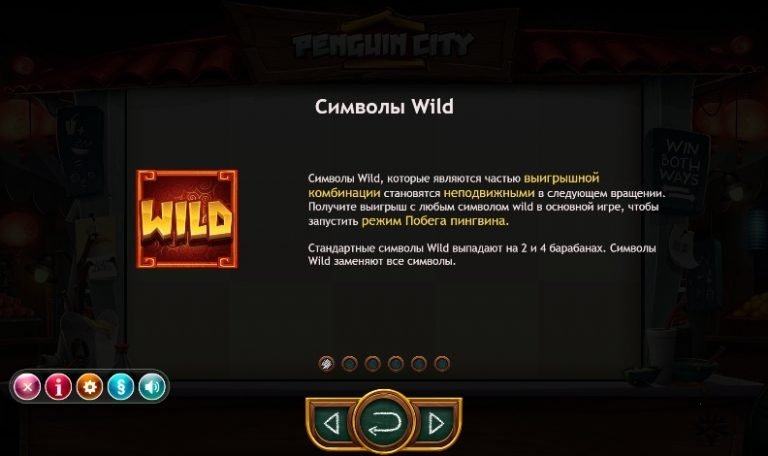 PENGUIN CITY
Символы Wild
WIN
BOTH
WAYS
WILD
Символы Wild, которые являются частью выигрышной
комбинации становятся неподвижными в следующем вращении.
Получите выигрыш с любым символом wild в основной игре, чтобы
запустить режим Побега пингвина.
Стандартные символы Wild выпадают на 2 и 4 барабанах. Символы
Wild заменяют все символы.